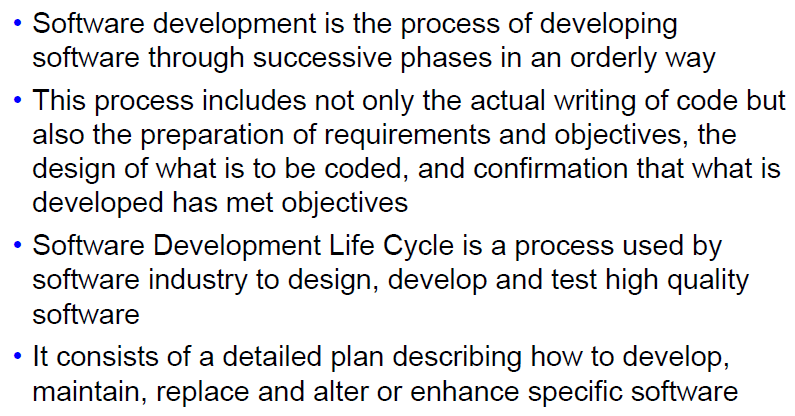 • Software development is the process of developing
software through successive phases in an orderly way
• This process includes not only the actual writing of code but
also the preparation of requirements and objectives, the
design of what is to be coded, and confirmation that what is
developed has met objectives
• Software Development Life Cycle is a process used by
software industry to design, develop and test high quality
software
• It consists of a detailed plan describing how to develop,
maintain, replace and alter or enhance specific software